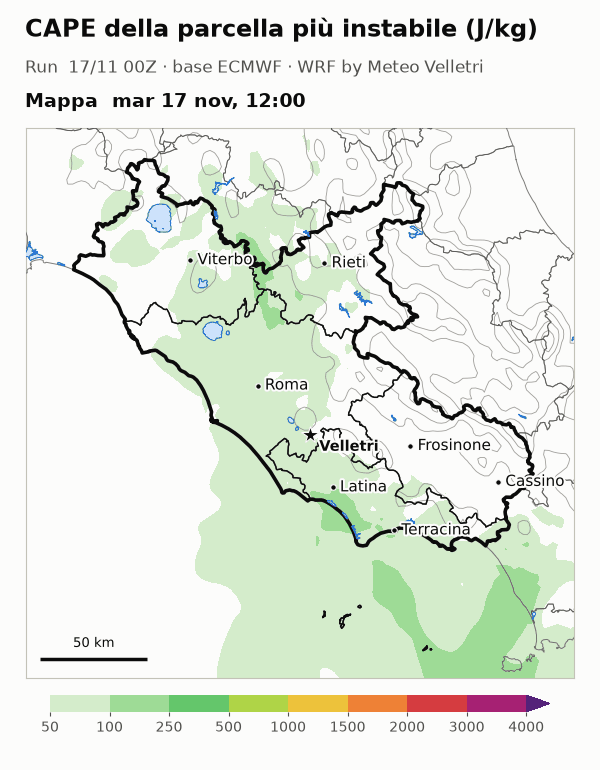 CAPE della parcella più instabile (J/kg)
Run 17/11 00Z · base ECMWF · WRF by Meteo Velletri
Mappa mar 17 nov, 12:00
Viterbo
Rieti
Roma
Velletri
Frosinone
Latina
Cassino
Terracina
50 km
50 100 250 500 1000 1500 2000 3000 4000